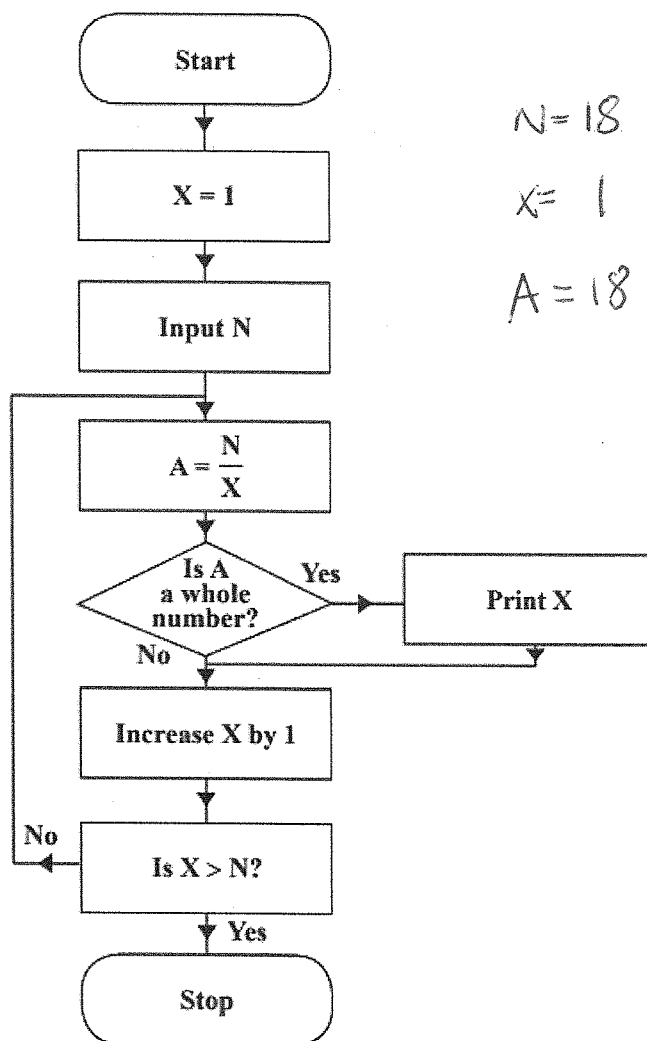 Start
X = 1
Input N
A = N
X
Is A
a whole
number?
Yes
Print X
No
Increase X by 1
No
Is X > N?
Yes
Stop
N = 18
x = 1
A = 18